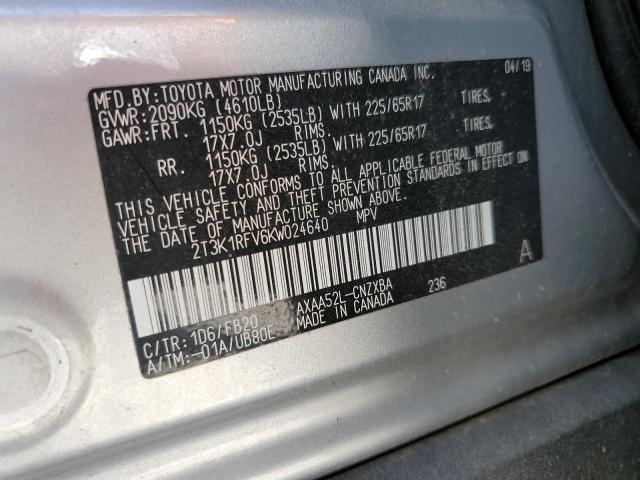 MFD.BY:TOYOTA MOTOR MANUFACTURING CANADA INC. 04/19
GVWR:2090KG (4610LB)
GAWR:FRT. 1150KG (2535LB) WITH 225/65R17 TIRES.
17X7.0J RIMS.
RR. 1150KG (2535LB) WITH 225/65R17 TIRES.
17X7.0J RIMS.
THIS VEHICLE CONFORMS TO ALL APPLICABLE FEDERAL MOTOR
VEHICLE SAFETY AND THEFT PREVENTION STANDARDS IN EFFECT ON
THE DATE OF MANUFACTURE SHOWN ABOVE.
2T3K1RFV6KW024640 MPV
A
C/TR: 1D6/FB20 AXAA52L-CNZXBA 236
A/TM:-01A/UB80E MADE IN CANADA